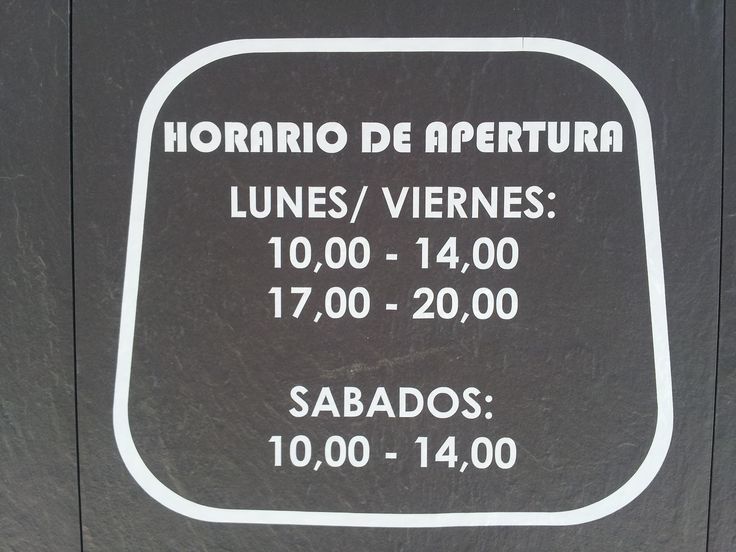 HORARIO DE APERTURA
LUNES/ VIERNES:
10,00 - 14,00
17,00 - 20,00
SABADOS:
10,00 - 14,00